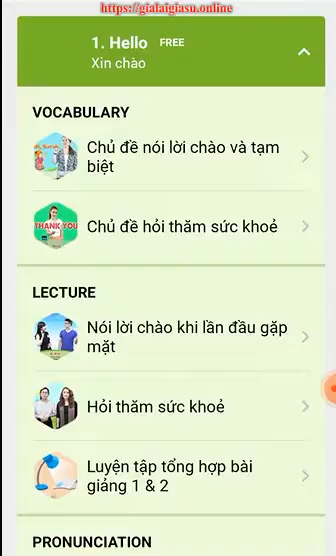 https://giaitaigiasu.online
1. Hello FREE
Xin chào
VOCABULARY
Chủ đề nói lời chào và tạm
biệt
THANK YOU
Chủ đề hỏi thăm sức khoẻ
LECTURE
Nói lời chào khi lần đầu gặp
mặt
Hỏi thăm sức khoẻ
Luyện tập tổng hợp bài
giảng 1 & 2
PRONUNCIATION